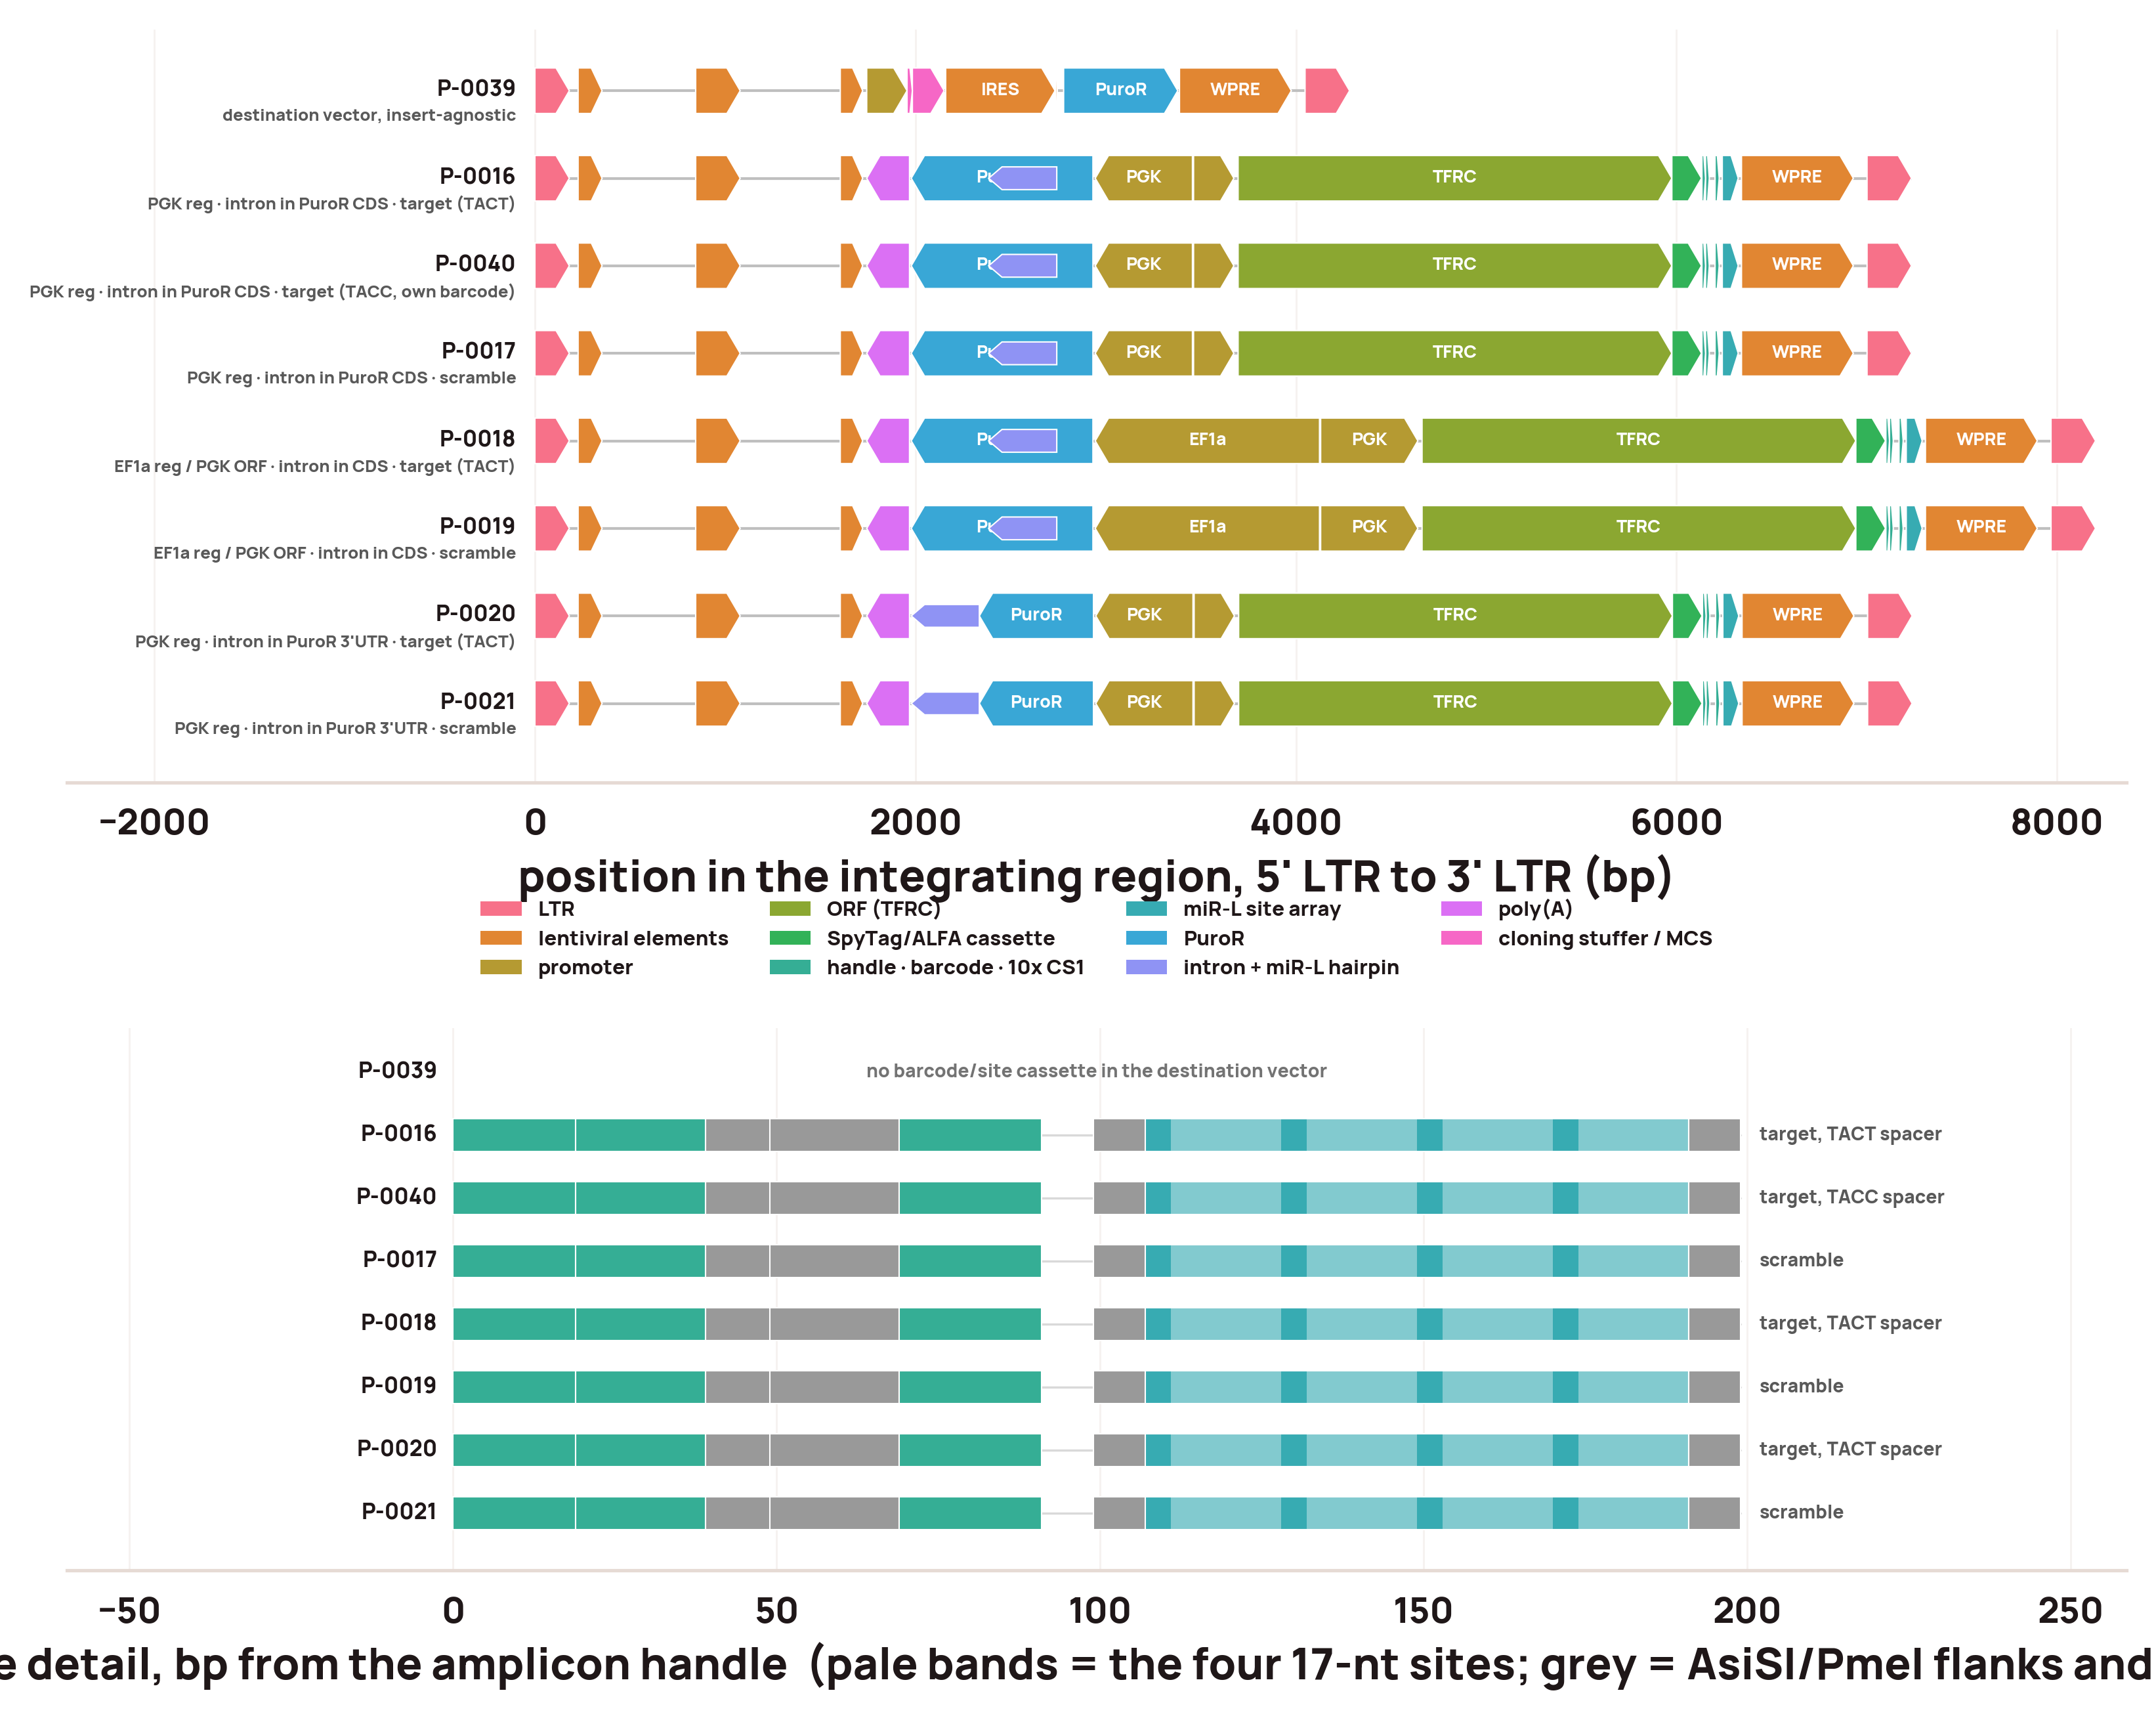 P-0039
destination vector, insert-agnostic
IRES
PuroR
WPRE
P-0016
PGK reg · intron in PuroR CDS · target (TACT)
PGK
TFRC
WPRE
P-0040
PGK reg · intron in PuroR CDS · target (TACC, own barcode)
PGK
TFRC
WPRE
P-0017
PGK reg · intron in PuroR CDS · scramble
PGK
TFRC
WPRE
P-0018
EF1a reg / PGK ORF · intron in CDS · target (TACT)
EF1a
PGK
TFRC
WPRE
P-0019
EF1a reg / PGK ORF · intron in CDS · scramble
EF1a
PGK
TFRC
WPRE
P-0020
PGK reg · intron in PuroR 3'UTR · target (TACT)
PuroR
PGK
TFRC
WPRE
P-0021
PGK reg · intron in PuroR 3'UTR · scramble
PuroR
PGK
TFRC
WPRE
−2000
0
2000
4000
6000
8000
position in the integrating region, 5' LTR to 3' LTR (bp)
LTR
lentiviral elements
promoter
ORF (TFRC)
SpyTag/ALFA cassette
handle · barcode · 10x CS1
miR-L site array
PuroR
intron + miR-L hairpin
poly(A)
cloning stuffer / MCS
P-0039
no barcode/site cassette in the destination vector
P-0016
target, TACT spacer
P-0040
target, TACC spacer
P-0017
scramble
P-0018
target, TACT spacer
P-0019
scramble
P-0020
target, TACT spacer
P-0021
scramble
−50
0
50
100
150
200
250
e detail, bp from the amplicon handle (pale bands = the four 17-nt sites; grey = AsiSI/PmeI flanks and